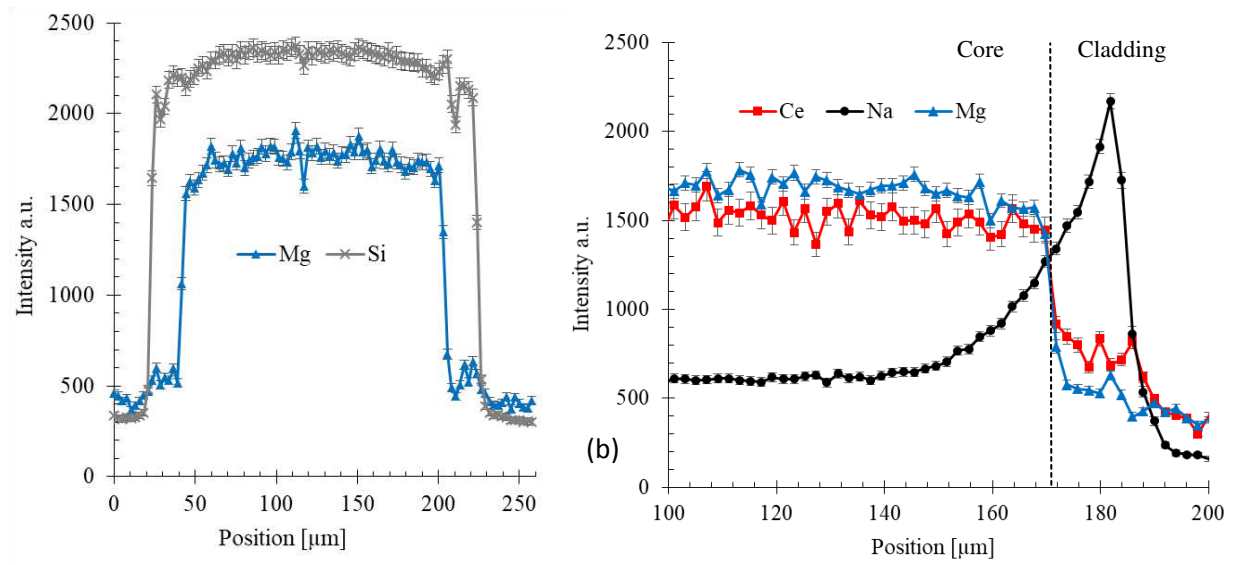 2500
2000
1500
1000
500
0
Intensity a.u.
Mg Si
0 50 100 150 200 250
Position [µm]
Core Cladding
2500
2000
1500
1000
500
0
Intensity a.u.
Ce Na Mg
(b)
100 120 140 160 180 200
Position [µm]